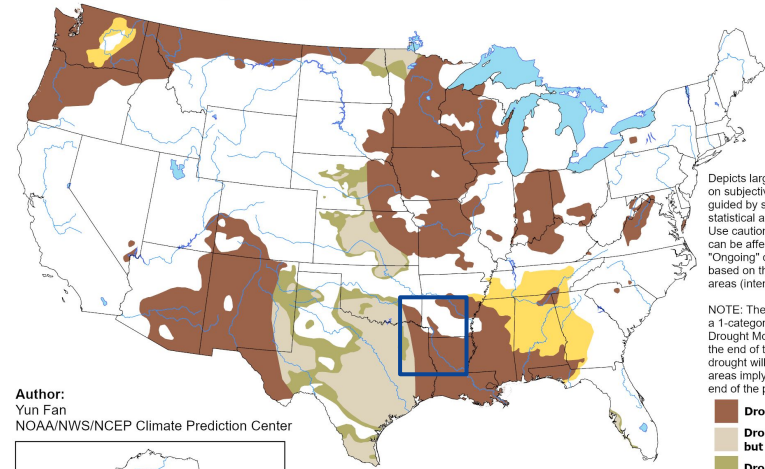 Depicts larg
on subjectiv
guided by s
statistical a
Use caution
can be affe
"Ongoing" d
based on th
areas (inter
NOTE: The
a 1-categor
Drought Mo
the end of t
drought will
areas imply
end of the p
Author:
Yun Fan
NOAA/NWS/NCEP Climate Prediction Center
Dro
Dro
but
Dro